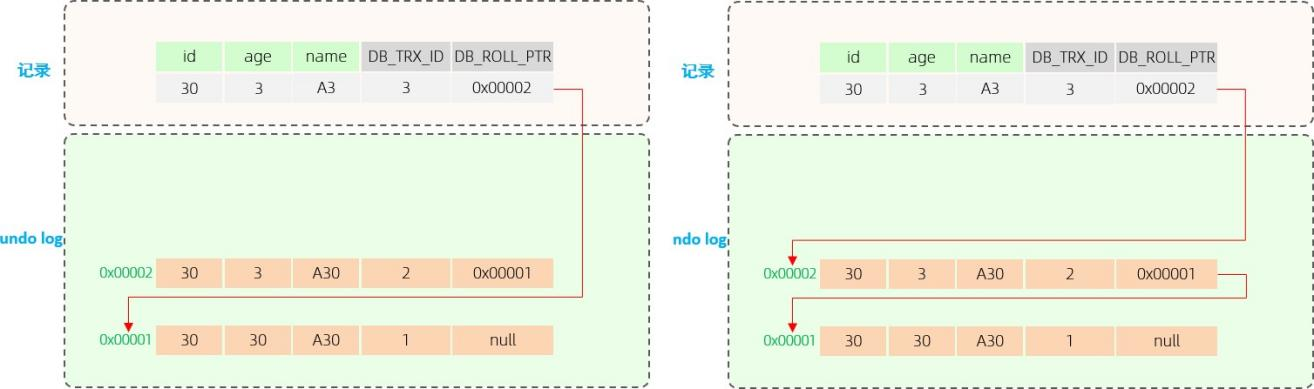 id age name DB_TRX_ID DB_ROLL_PTR
记录
30 3 A3 3 0x00002
undo log
0x00002 30 3 A30 2 0x00001
0x00001 30 30 A30 1 null
id age name DB_TRX_ID DB_ROLL_PTR
记录
30 3 A3 3 0x00002
ndo log
0x00002 30 3 A30 2 0x00001
0x00001 30 30 A30 1 null